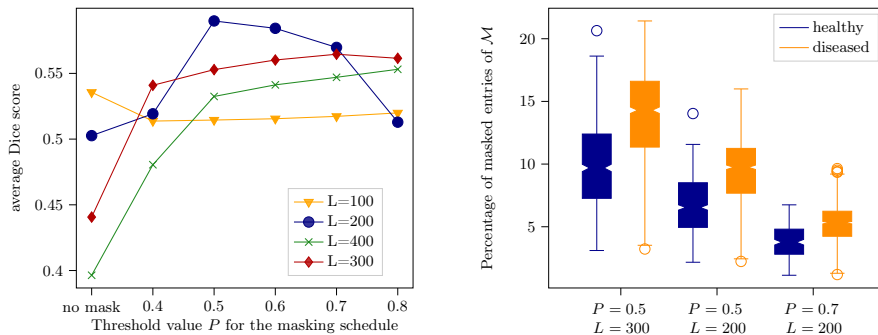 average Dice score
0.55
0.5
0.45
0.4
no mask 0.4 0.5 0.6 0.7 0.8
Threshold value P for the masking schedule
L=100
L=200
L=400
L=300
Percentage of masked entries of ℳ
20
15
10
5
healthy
diseased
P = 0.5 P = 0.5 P = 0.7
L = 300 L = 200 L = 200